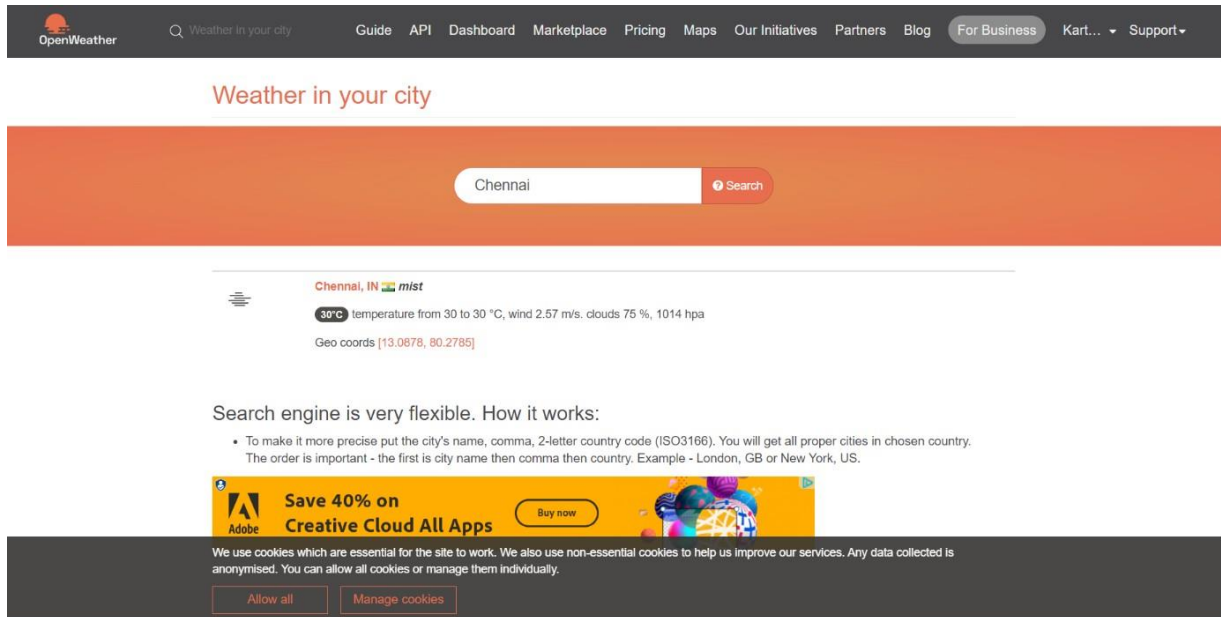 OpenWeather
Weather in your city
Guide API Dashboard Marketplace Pricing Maps Our Initiatives Partners Blog For Business Kart... Support
Weather in your city
Chennai
Search
Chennai, IN mist
30°C temperature from 30 to 30 °C, wind 2.57 m/s. clouds 75 %, 1014 hpa
Geo coords [13.0878, 80.2785]
Search engine is very flexible. How it works:
• To make it more precise put the city's name, comma, 2-letter country code (ISO3166). You will get all proper cities in chosen country.
The order is important - the first is city name then comma then country. Example - London, GB or New York, US.
Adobe
Save 40% on
Creative Cloud All Apps
Buy now
We use cookies which are essential for the site to work. We also use non-essential cookies to help us improve our services. Any data collected is
anonymised. You can allow all cookies or manage them individually.
Allow all
Manage cookies